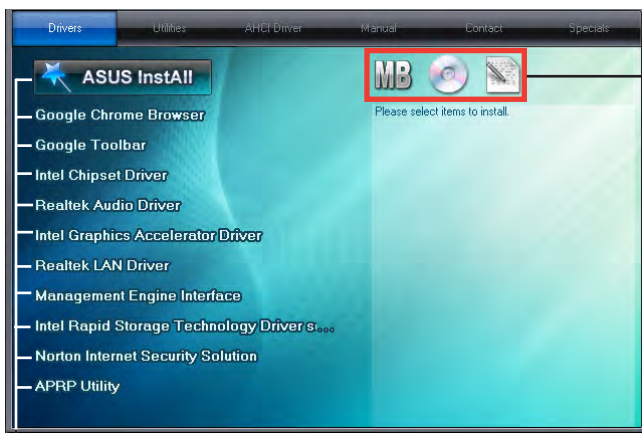 Drivers Utilities AHCI Driver Manual Contact Specials
ASUS InstAll
MB
Please select items to install.
Google Chrome Browser
Google Toolbar
Intel Chipset Driver
Realtek Audio Driver
Intel Graphics Accelerator Driver
Realtek LAN Driver
Management Engine Interface
Intel Rapid Storage Technology Driver s...
Norton Internet Security Solution
APRP Utility